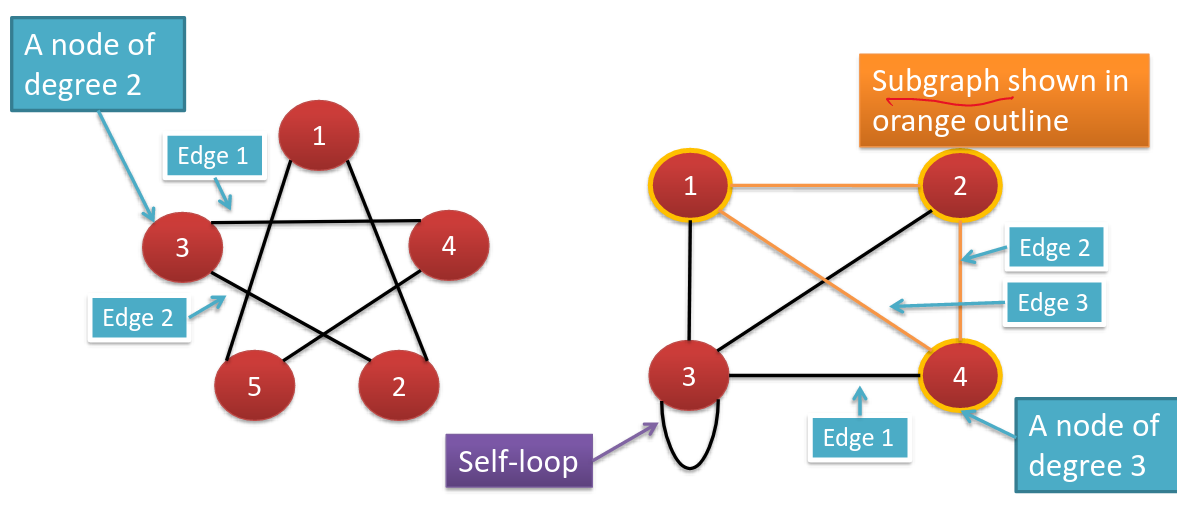 A node of
degree 2
Edge 1
1
3
4
Edge 2
5
2
Subgraph shown in
orange outline
1
2
Edge 2
Edge 3
3
4
Edge 1
Self-loop
A node of
degree 3